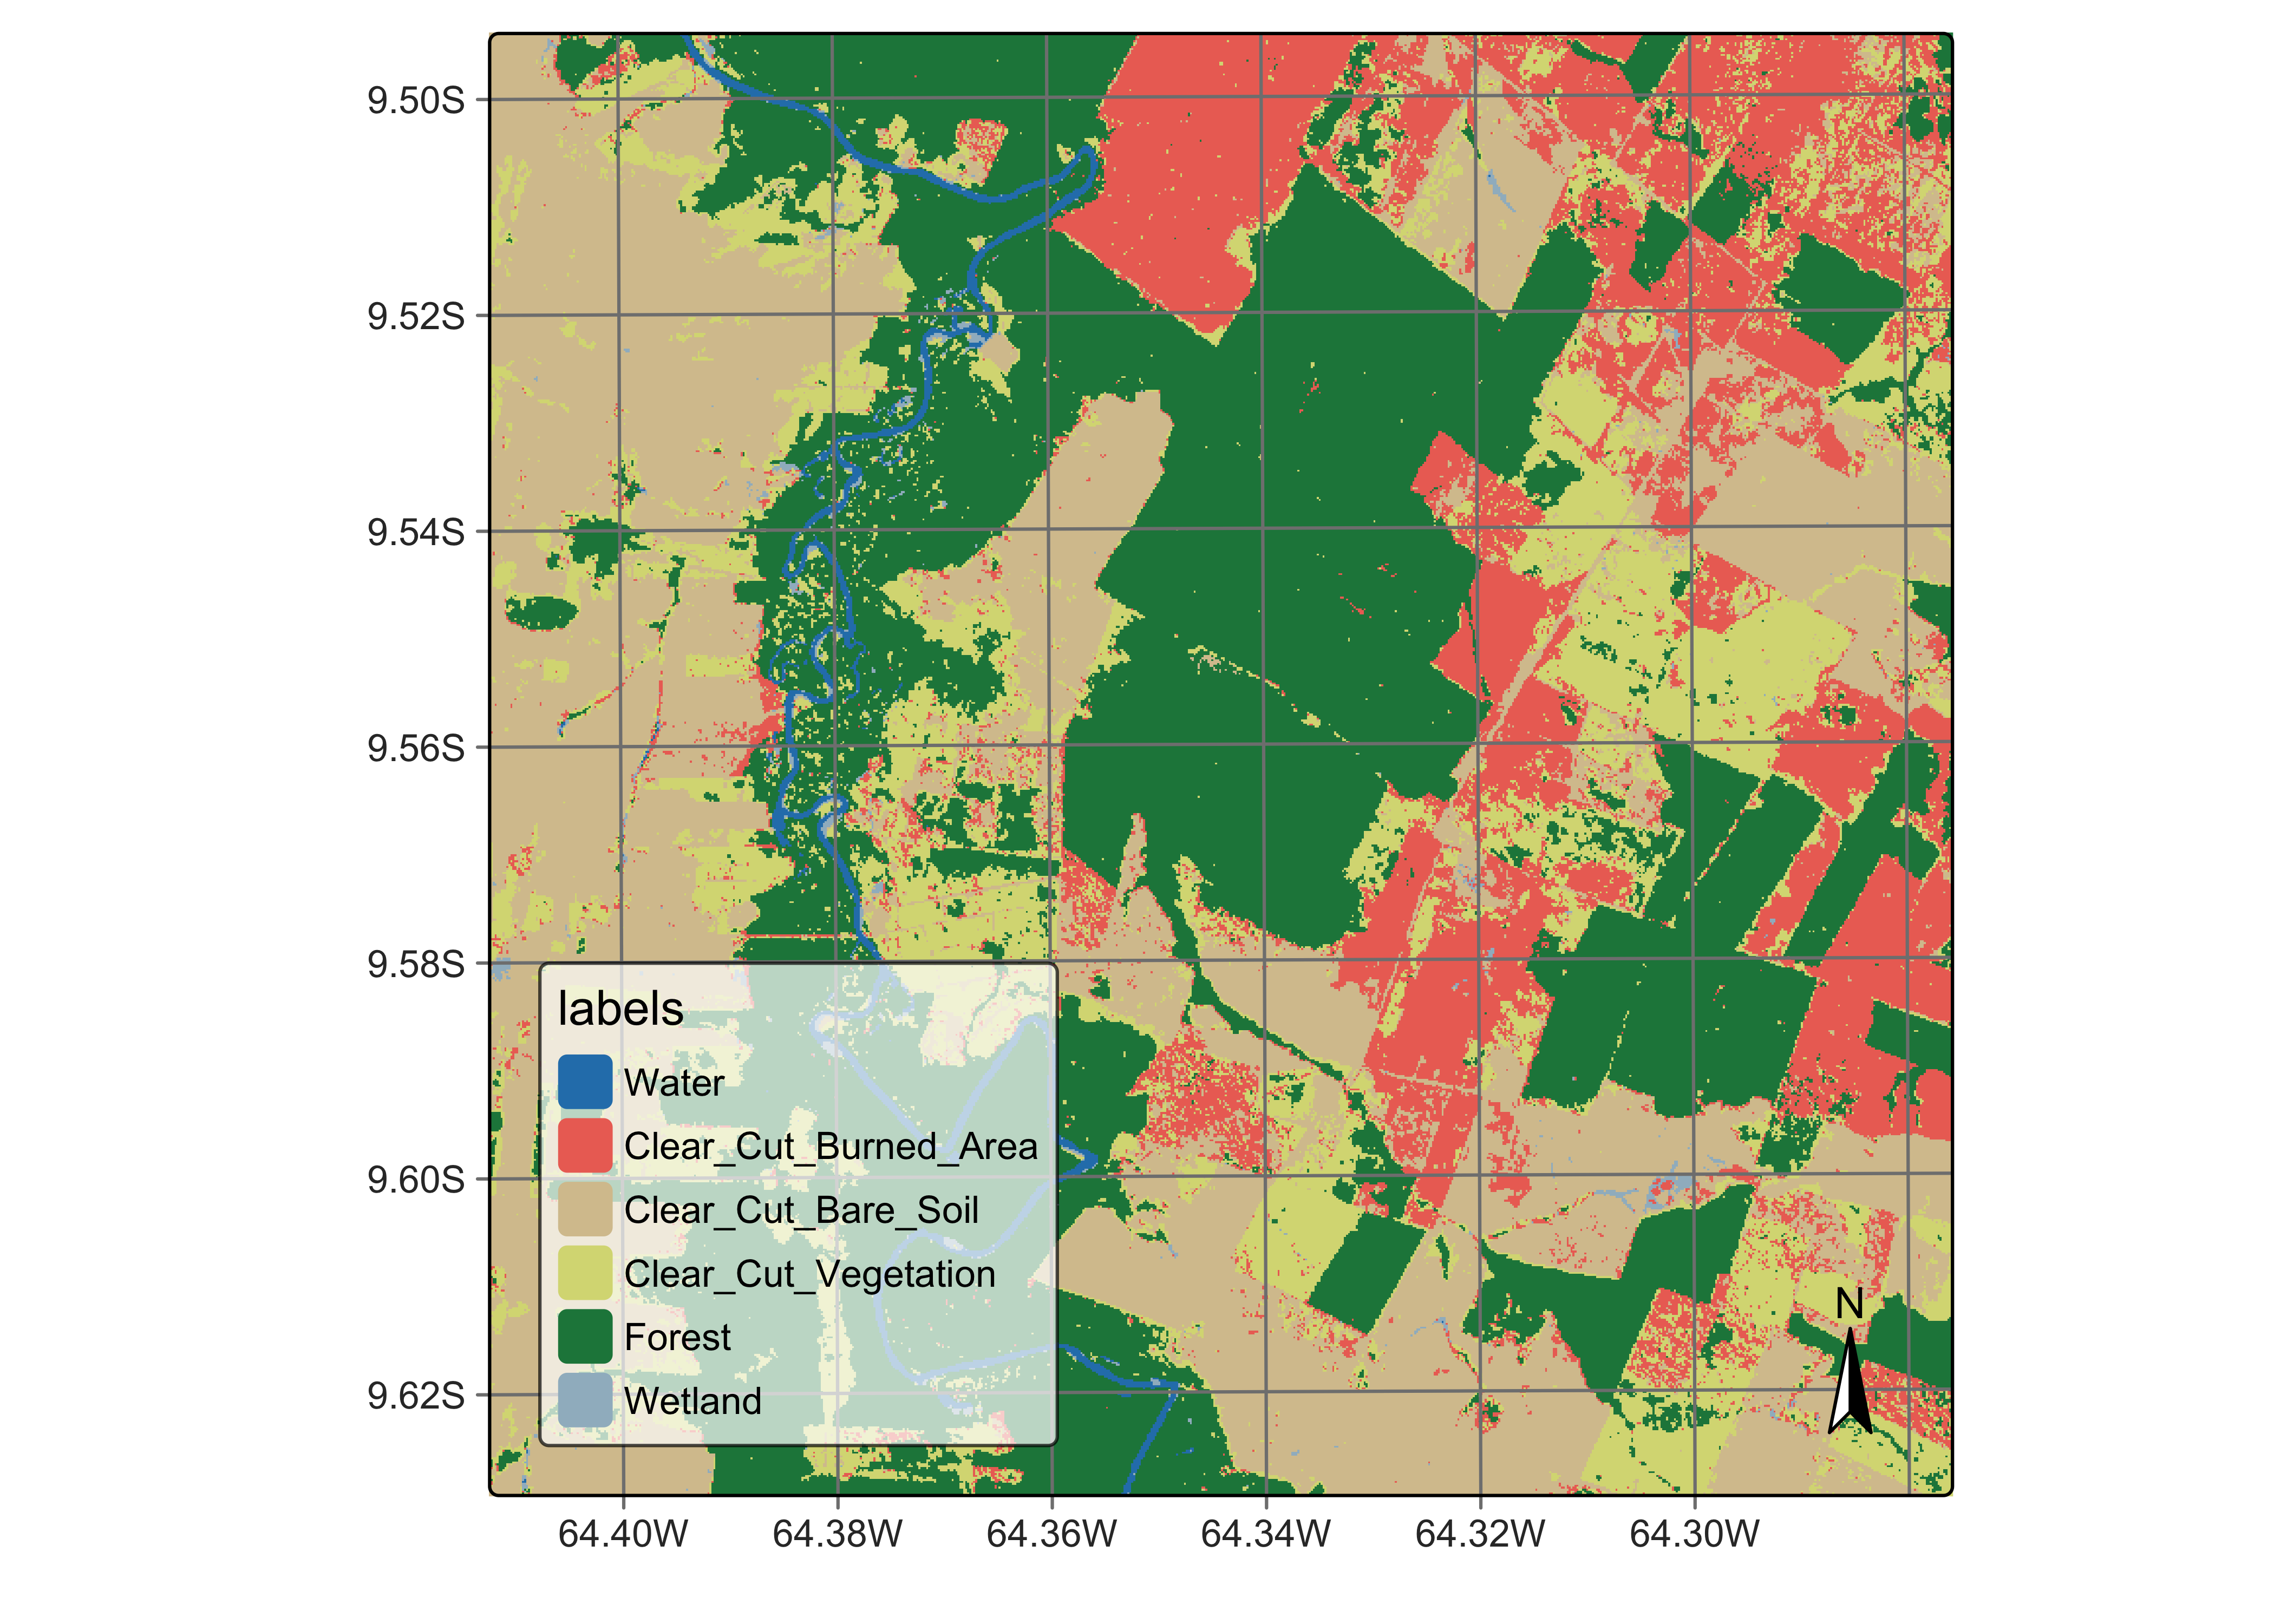 9.50S
9.52S
9.54S
9.56S
9.58S
9.60S
9.62S
labels
Water
Clear_Cut_Burned_Area
Clear_Cut_Bare_Soil
Clear_Cut_Vegetation
Forest
Wetland
N
64.40W 64.38W 64.36W 64.34W 64.32W 64.30W